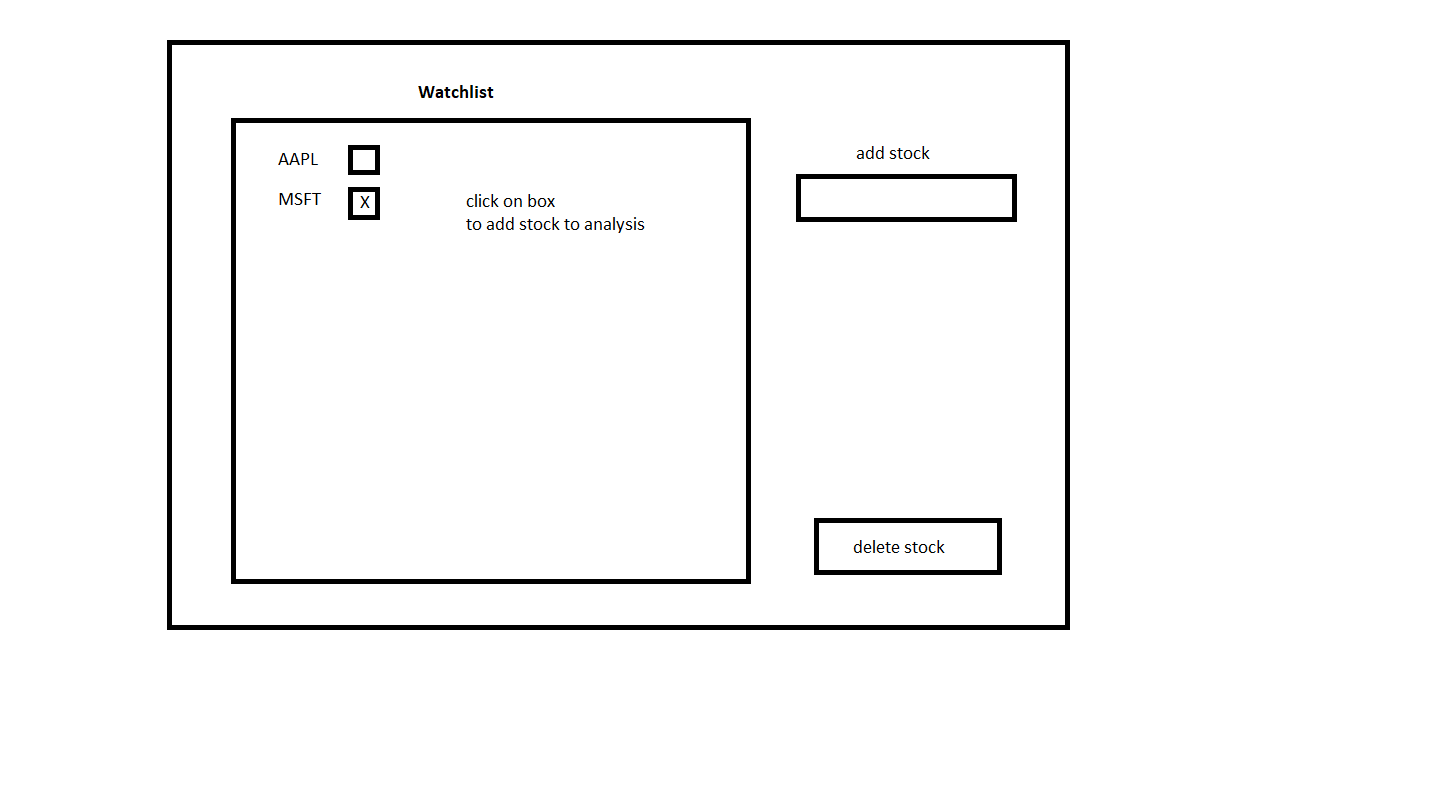 Watchlist
AAPL
MSFT
X
click on box
to add stock to analysis
add stock
delete stock